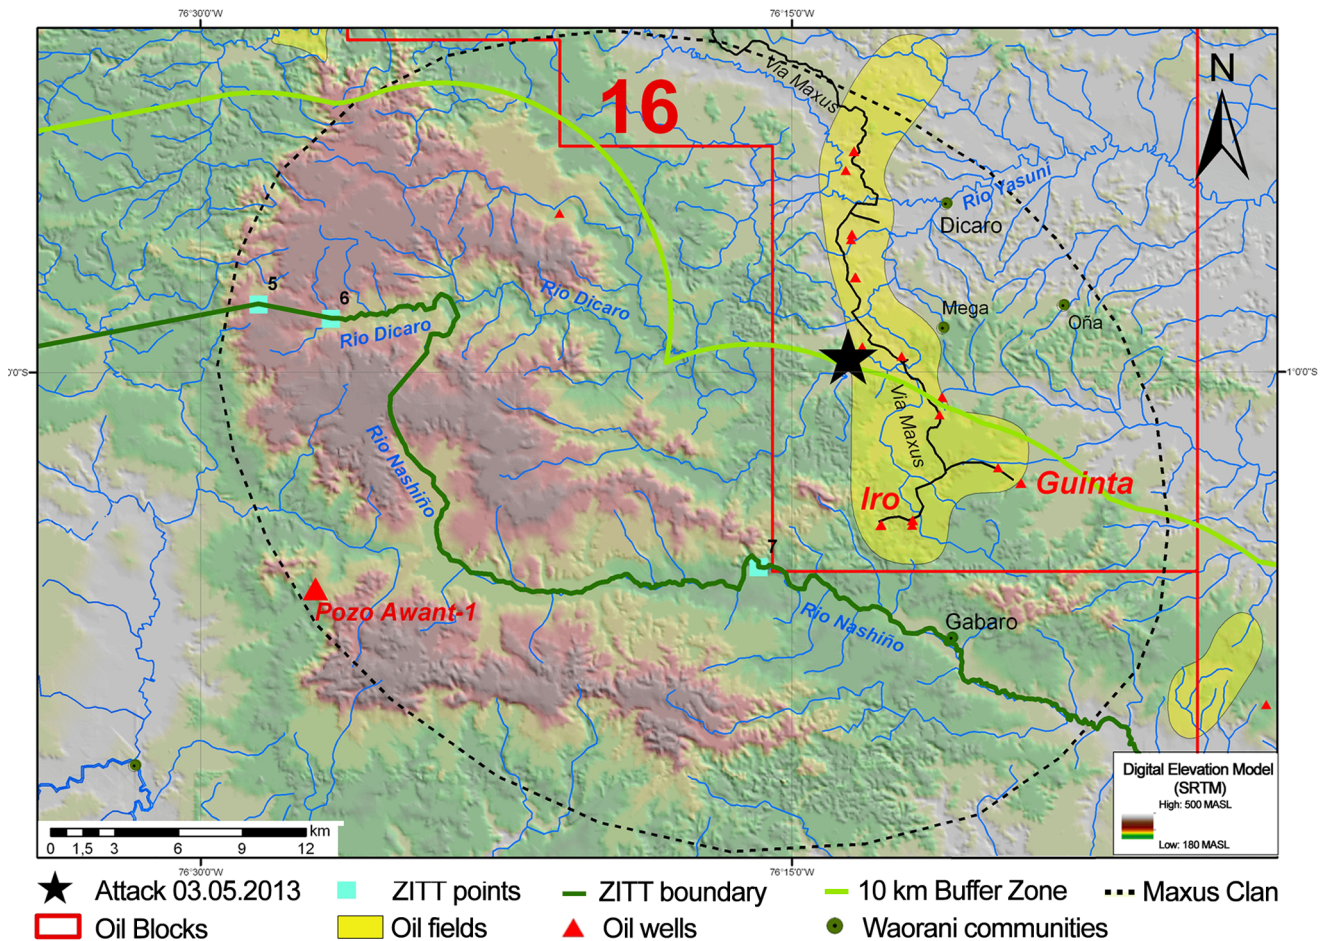 76°30'0"W
76°15'0"W
N
16
Via Maxus
Rio Yasuni
Dicaro
5
6
Rio Dicaro
Rio Dicaro
Mega
Oña
1°0'0"S
Via Maxus
Rio Nashiño
Iro
Guinta
7
Pozo Awant-1
Rio Nashiño
Gabaro
Digital Elevation Model
(SRTM)
High: 500 MASL
Low: 180 MASL
km
0 1,5 3 6 9 12
76°30'0"W
76°15'0"W
Attack 03.05.2013
ZITT points
ZITT boundary
10 km Buffer Zone
Maxus Clan
Oil Blocks
Oil fields
Oil wells
Waorani communities